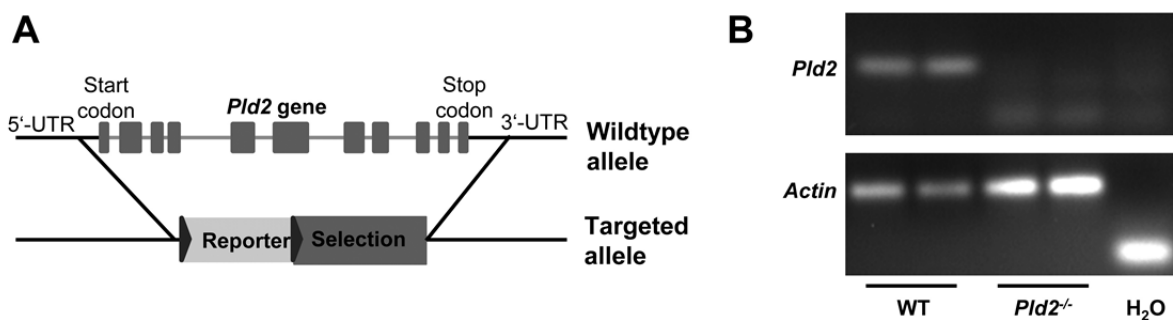 A
Start
codon
Pld2 gene
Stop
codon
5‘-UTR
3‘-UTR
Wildtype
allele
Reporter
Selection
Targeted
allele
B
Pld2
Actin
WT
Pld2-/-
H₂O